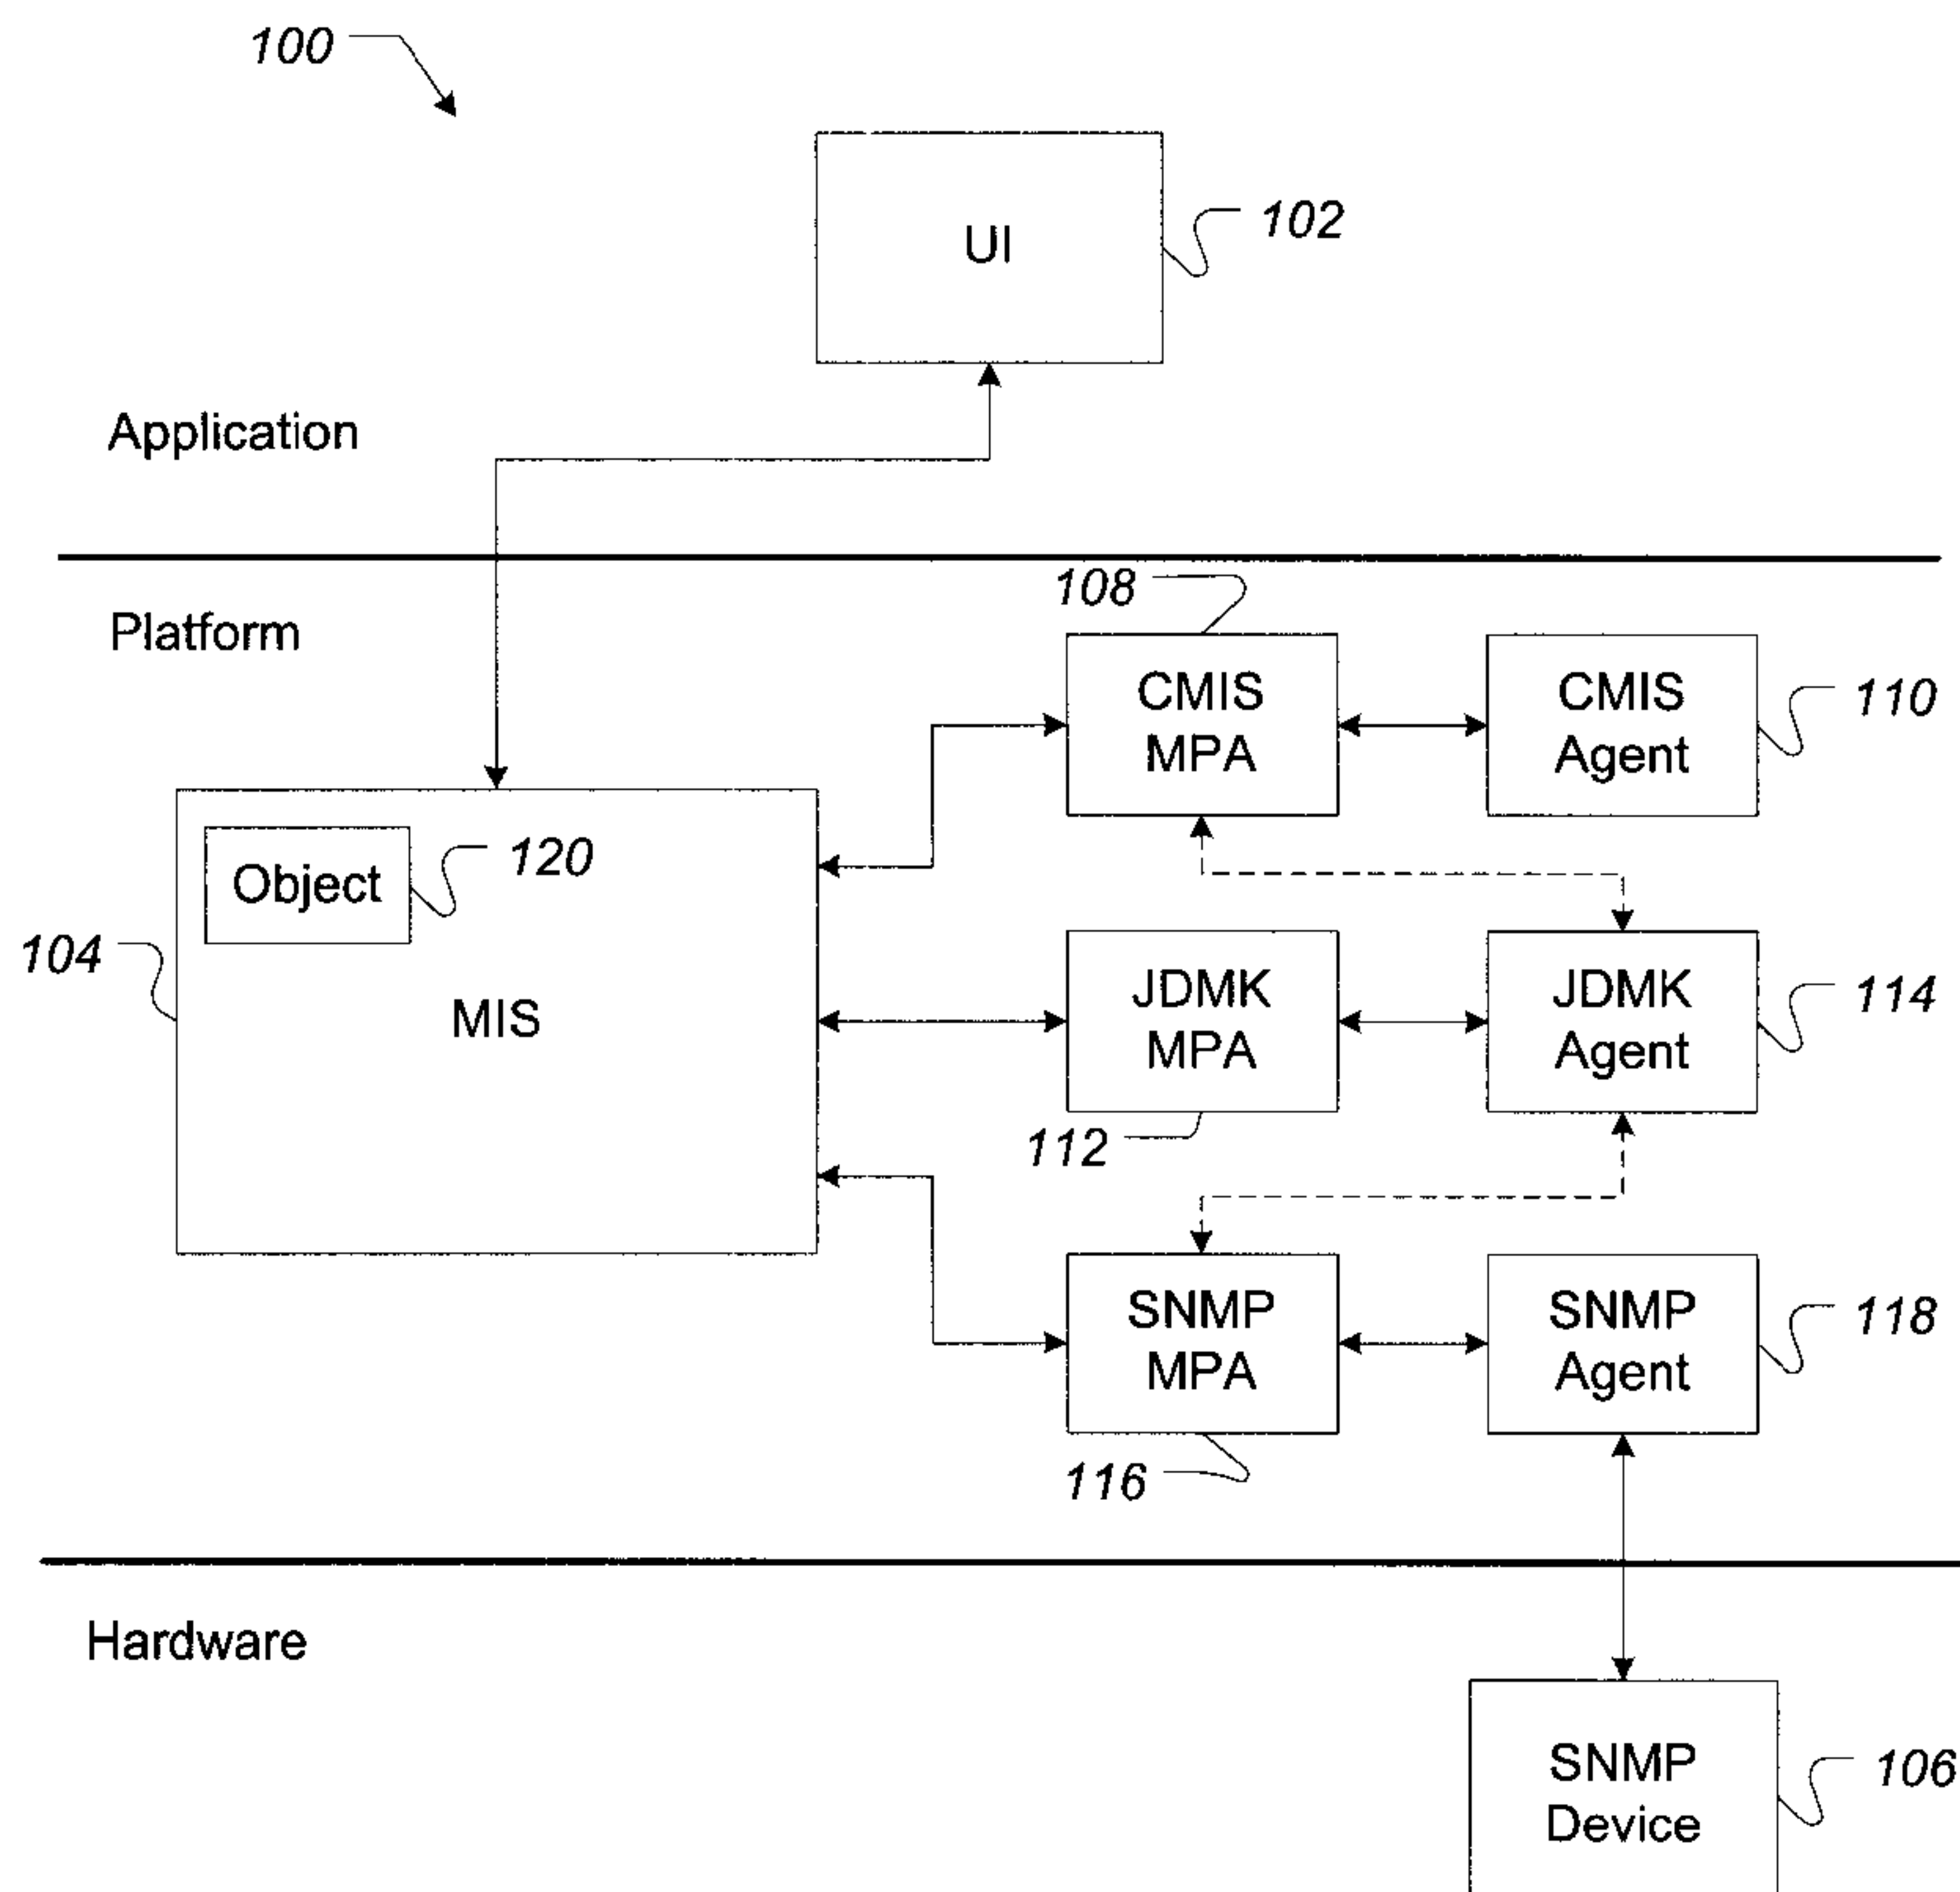 100
UI
102
Application
Platform
108
CMIS
MPA
CMIS
Agent
110
Object
120
104
MIS
JDMK
MPA
JDMK
Agent
114
112
SNMP
MPA
SNMP
Agent
118
116
Hardware
SNMP
Device
106